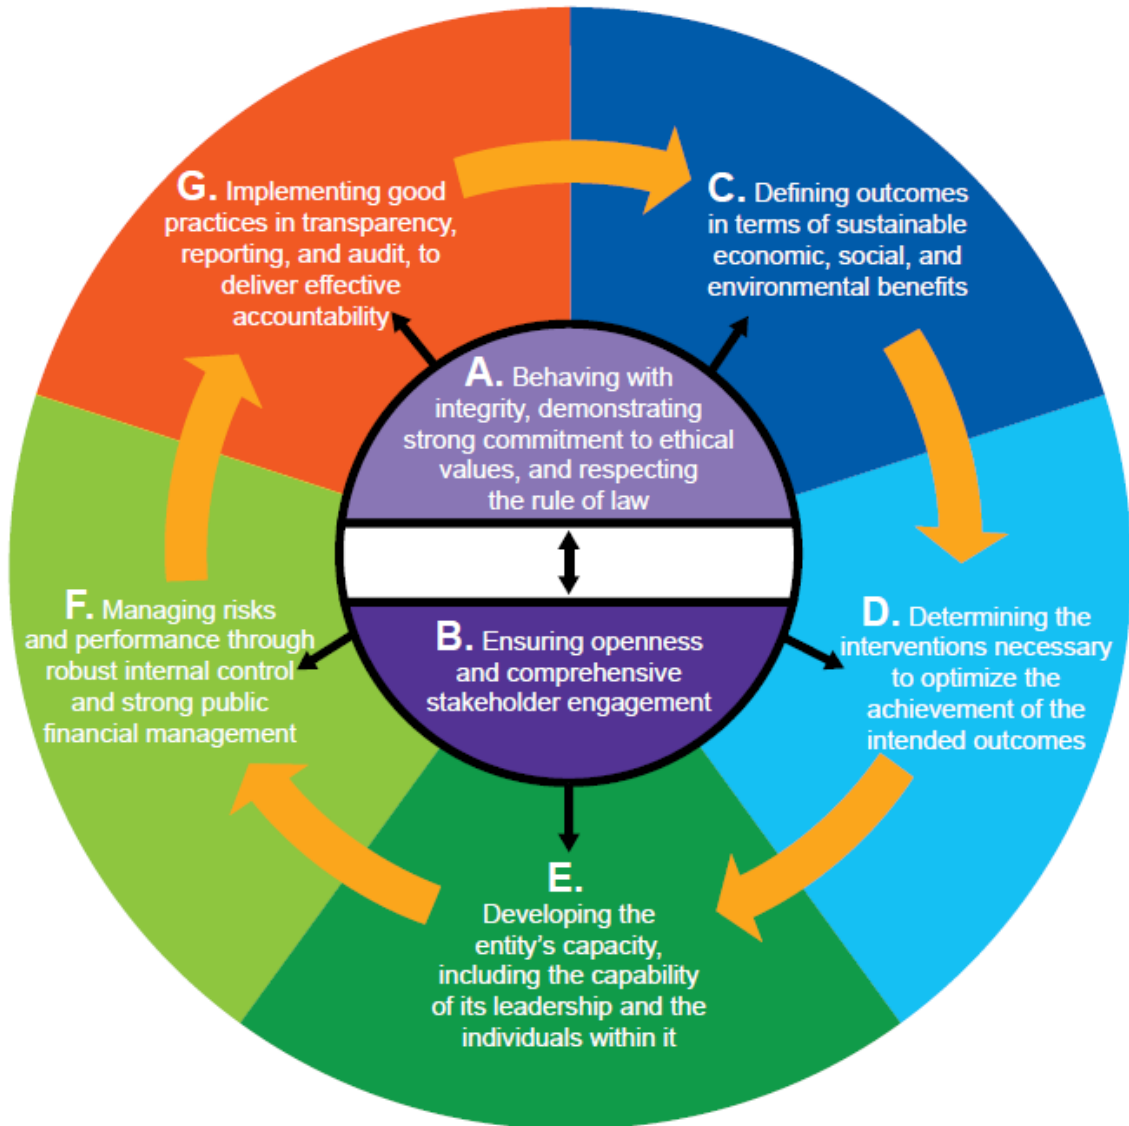 A. Behaving with
integrity, demonstrating
strong commitment to ethical
values, and respecting
the rule of law
B. Ensuring openness
and comprehensive
stakeholder engagement
C. Defining outcomes
in terms of sustainable
economic, social, and
environmental benefits
D. Determining the
interventions necessary
to optimize the
achievement of the
intended outcomes
E.
Developing the
entity's capacity,
including the capability
of its leadership and the
individuals within it
F. Managing risks
and performance through
robust internal control
and strong public
financial management
G. Implementing good
practices in transparency,
reporting, and audit, to
deliver effective
accountability